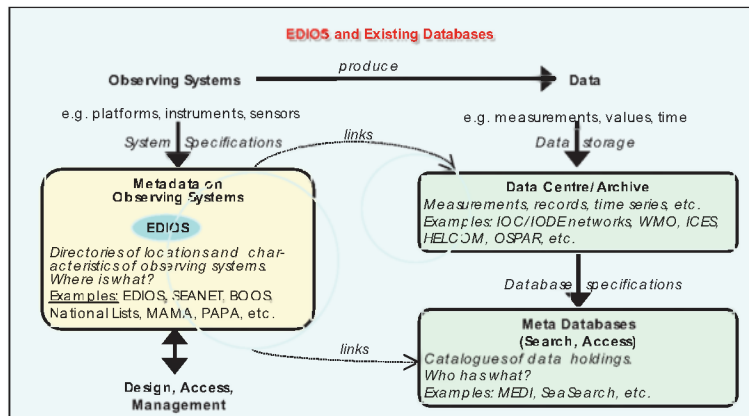 EDIOS and Existing Databases
produce
Observing Systems
Data
e.g. platforms, instruments, sensors
e.g. measurements, values, time
System Specifications
links
Data storage
Metadata on
Observing Systems
EDIOS
Directories of locations and char-
acteristics of observing systems.
Where is what?
Examples: EDIOS, SEANET, BOOS,
National Lists, MAMA, PAPA, etc.
Data Centre/Archive
Measurements, records, time series, etc.
Examples: IOC/IODE networks, WMO, ICES,
HELCOM, OSPAR, etc.
Database specifications
Meta Databases
(Search, Access)
Catalogues of data holdings.
Who has what?
Examples: MEDI, SeaSearch, etc.
links
Design, Access,
Management